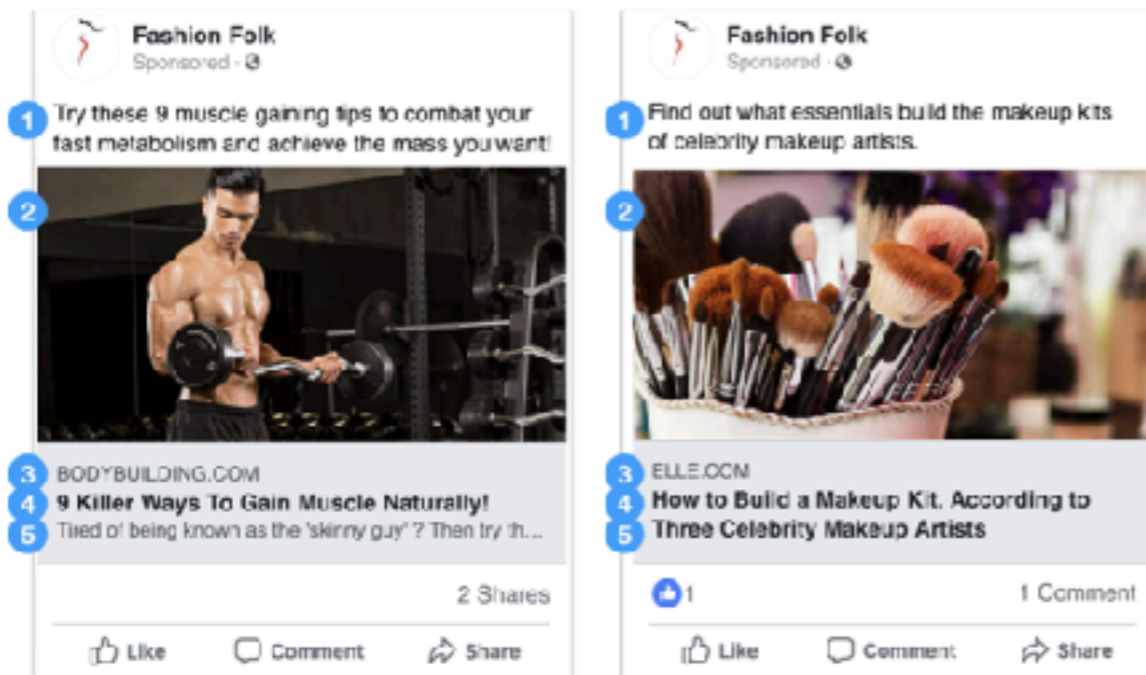 Fashion Folk
Sponsored ·
1 Try these 9 muscle gaining tips to combat your
fast metabolism and achieve the mass you want!
2
3 BODYBUILDING.COM
4 9 Killer Ways To Gain Muscle Naturally!
5 Tired of being known as the 'skinny guy' ? Then try th...
2 Shares
Like Comment Share
Fashion Folk
Sponsored ·
1 Find out what essentials build the makeup kits
of celebrity makeup artists.
2
3 ELLE.COM
4 How to Build a Makeup Kit, According to
5 Three Celebrity Makeup Artists
1 1 Comment
Like Comment Share